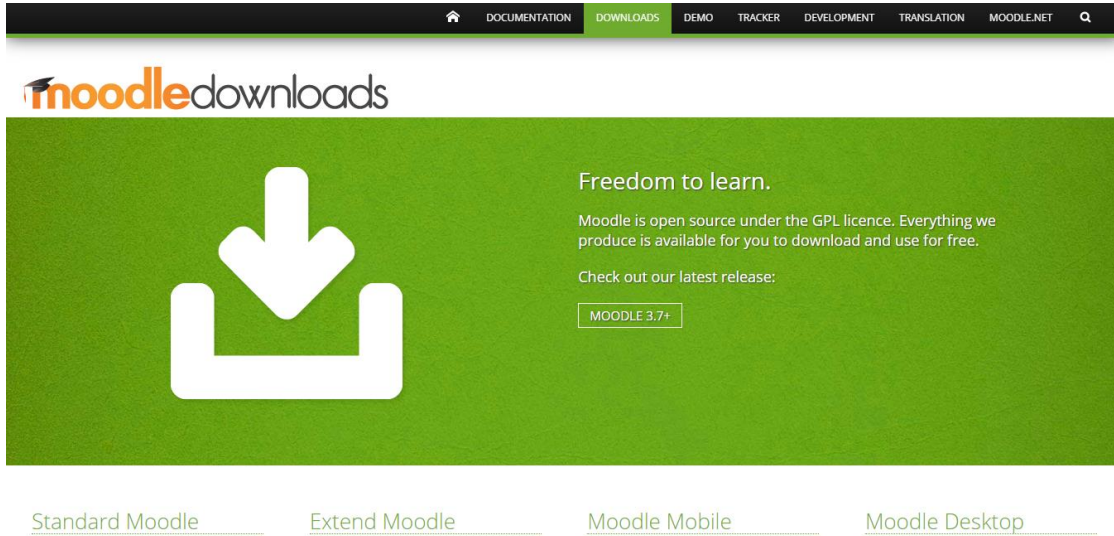 DOCUMENTATION DOWNLOADS DEMO TRACKER DEVELOPMENT TRANSLATION MOODLE.NET
moodledownloads
Freedom to learn.
Moodle is open source under the GPL licence. Everything we
produce is available for you to download and use for free.
Check out our latest release:
MOODLE 3.7+
Standard Moodle Extend Moodle Moodle Mobile Moodle Desktop